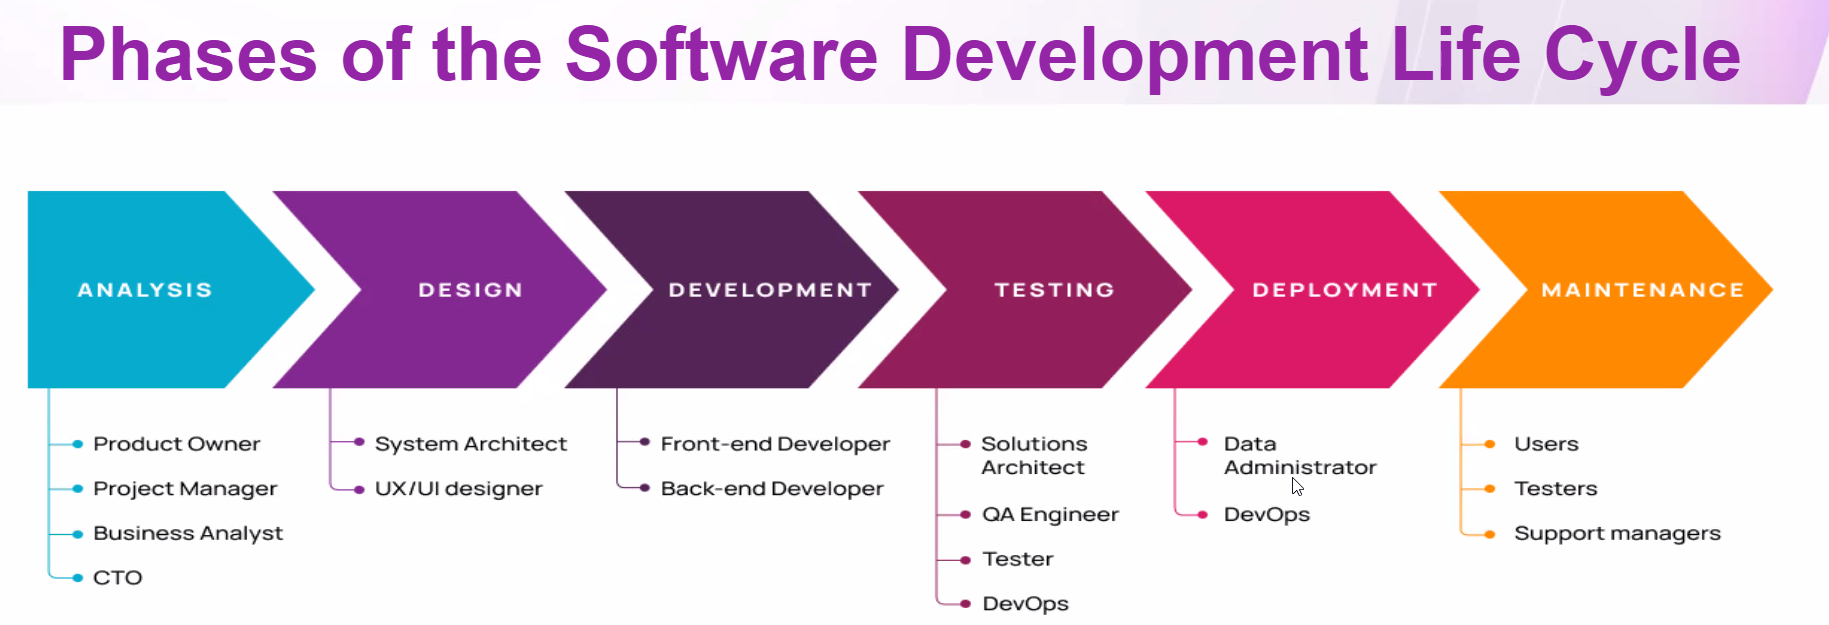 Phases of the Software Development Life Cycle
ANALYSIS
DESIGN
DEVELOPMENT
TESTING
DEPLOYMENT
MAINTENANCE
Product Owner
Project Manager
Business Analyst
CTO
System Architect
UX/UI designer
Front-end Developer
Back-end Developer
Solutions
Architect
QA Engineer
Tester
DevOps
Data
Administrator
DevOps
Users
Testers
Support managers